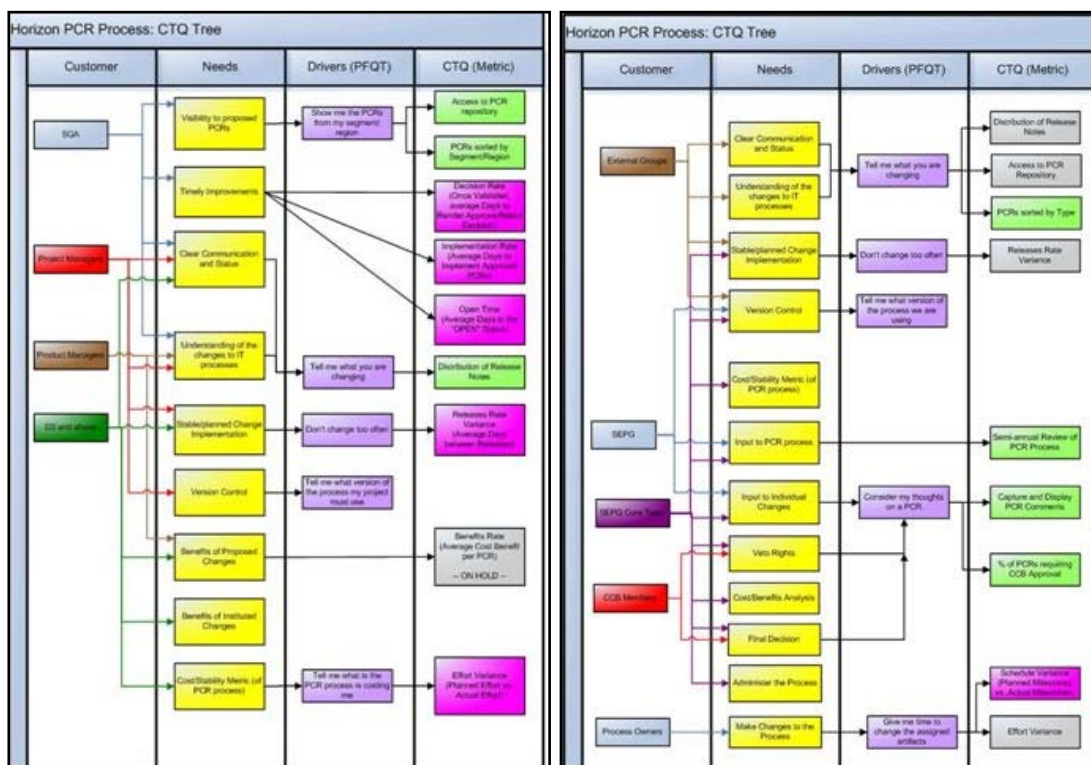 Horizon PCR Process: CTQ Tree
Customer
Needs
Drivers (PFQT)
CTQ (Metric)
SQA
Project Managers
Product Managers
and above
Visibility to proposed
PCRs
Timely Improvements
Clear Communication
and Status
Understanding of the
changes to IT
processes
Stable/planned Change
Implementation
Version Control
Benefits of Proposed
Changes
Benefits of Instituted
Changes
Cost/Stability Metric (of
PCR process)
Show me the PCRs
from my segment/
region
Tell me what you are
changing
Don't change too often
Tell me what version of
the process my project
must use
Tell me what is the
PCR process is costing
me
Access to PCR
repository
PCRs sorted by
Segment/Region
Decision Rate
(Once Validated,
average Days to
Render Approve/Reject
Decision)
Implementation Rate
(Average Days to
Implement Approved
PCRs)
Open Time
(Average Days in the
"OPEN" Status)
Distribution of Release
Notes
Releases Rate
Variance
(Average Days
between Releases)
Benefits Rate
(Average Cost Benefit
per PCR)
-- ON HOLD --
Effort Variance
(Planned Effort vs.
Actual Effort)
Horizon PCR Process: CTQ Tree
Customer
Needs
Drivers (PFQT)
CTQ (Metric)
External Groups
SEPG
SEPG Core Team
CCB Members
Process Owners
Clear Communication
and Status
Understanding of the
changes to IT
processes
Stable/planned Change
Implementation
Version Control
Cost/Stability Metric (of
PCR process)
Input to PCR process
Input to Individual
Changes
Veto Rights
Cost/Benefits Analysis
Final Decision
Administer the Process
Make Changes to the
Process
Tell me what you are
changing
Don't change too often
Tell me what version of
the process we are
using
Consider my thoughts
on a PCR
Give me time to
change the assigned
artifacts
Distribution of Release
Notes
Access to PCR
Repository
PCRs sorted by Type
Releases Rate
Variance
Semi-annual Review of
PCR Process
Capture and Display
PCR Comments
% of PCRs requiring
CCB Approval
Schedule Variance
(Planned Milestones
vs. Actual Milestones)
Effort Variance